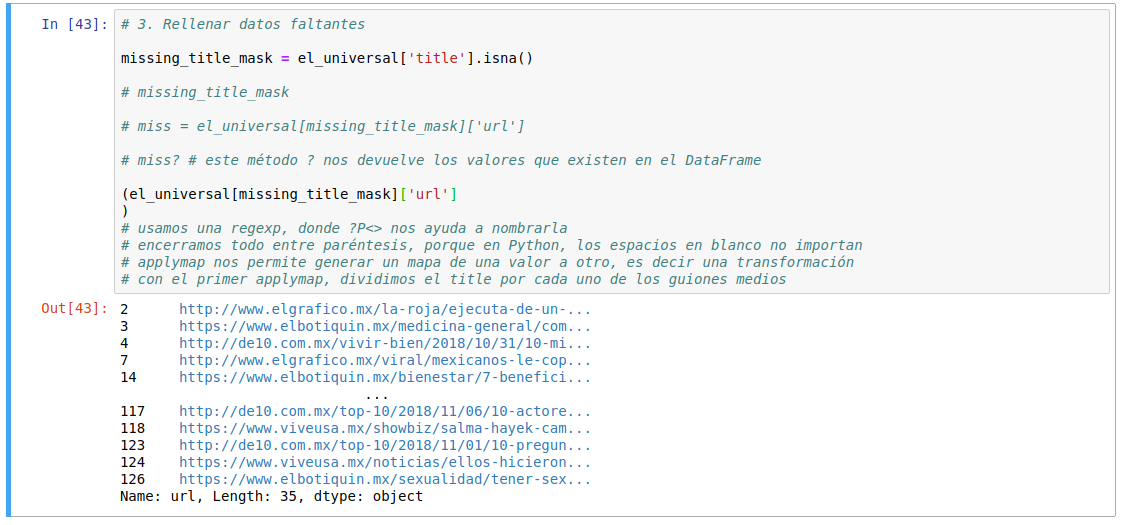 In [43]: # 3. Rellenar datos faltantes
missing_title_mask = el_universal['title'].isna()
# missing_title_mask
# miss = el_universal[missing_title_mask]['url']
# miss? # este método ? nos devuelve los valores que existen en el DataFrame
(el_universal[missing_title_mask]['url']
)
# usamos una regexp, donde ?P<> nos ayuda a nombrarla
# encerramos todo entre paréntesis, porque en Python, los espacios en blanco no importan
# applymap nos permite generar un mapa de una valor a otro, es decir una transformación
# con el primer applymap, dividimos el title por cada uno de los guiones medios
Out[43]: 2 http://www.elgrafico.mx/la-roja/ejecuta-de-un-...
3 https://www.elbotiquin.mx/medicina-general/com...
4 http://de10.com.mx/vivir-bien/2018/10/31/10-mi...
7 http://www.elgrafico.mx/viral/mexicanos-le-cop...
14 https://www.elbotiquin.mx/bienestar/7-benefici...
...
117 http://de10.com.mx/top-10/2018/11/06/10-actore...
118 https://www.viveusa.mx/showbiz/salma-hayek-cam...
123 http://de10.com.mx/top-10/2018/11/01/10-pregun...
124 https://www.viveusa.mx/noticias/ellos-hicieron...
126 https://www.elbotiquin.mx/sexualidad/tener-sex...
Name: url, Length: 35, dtype: object